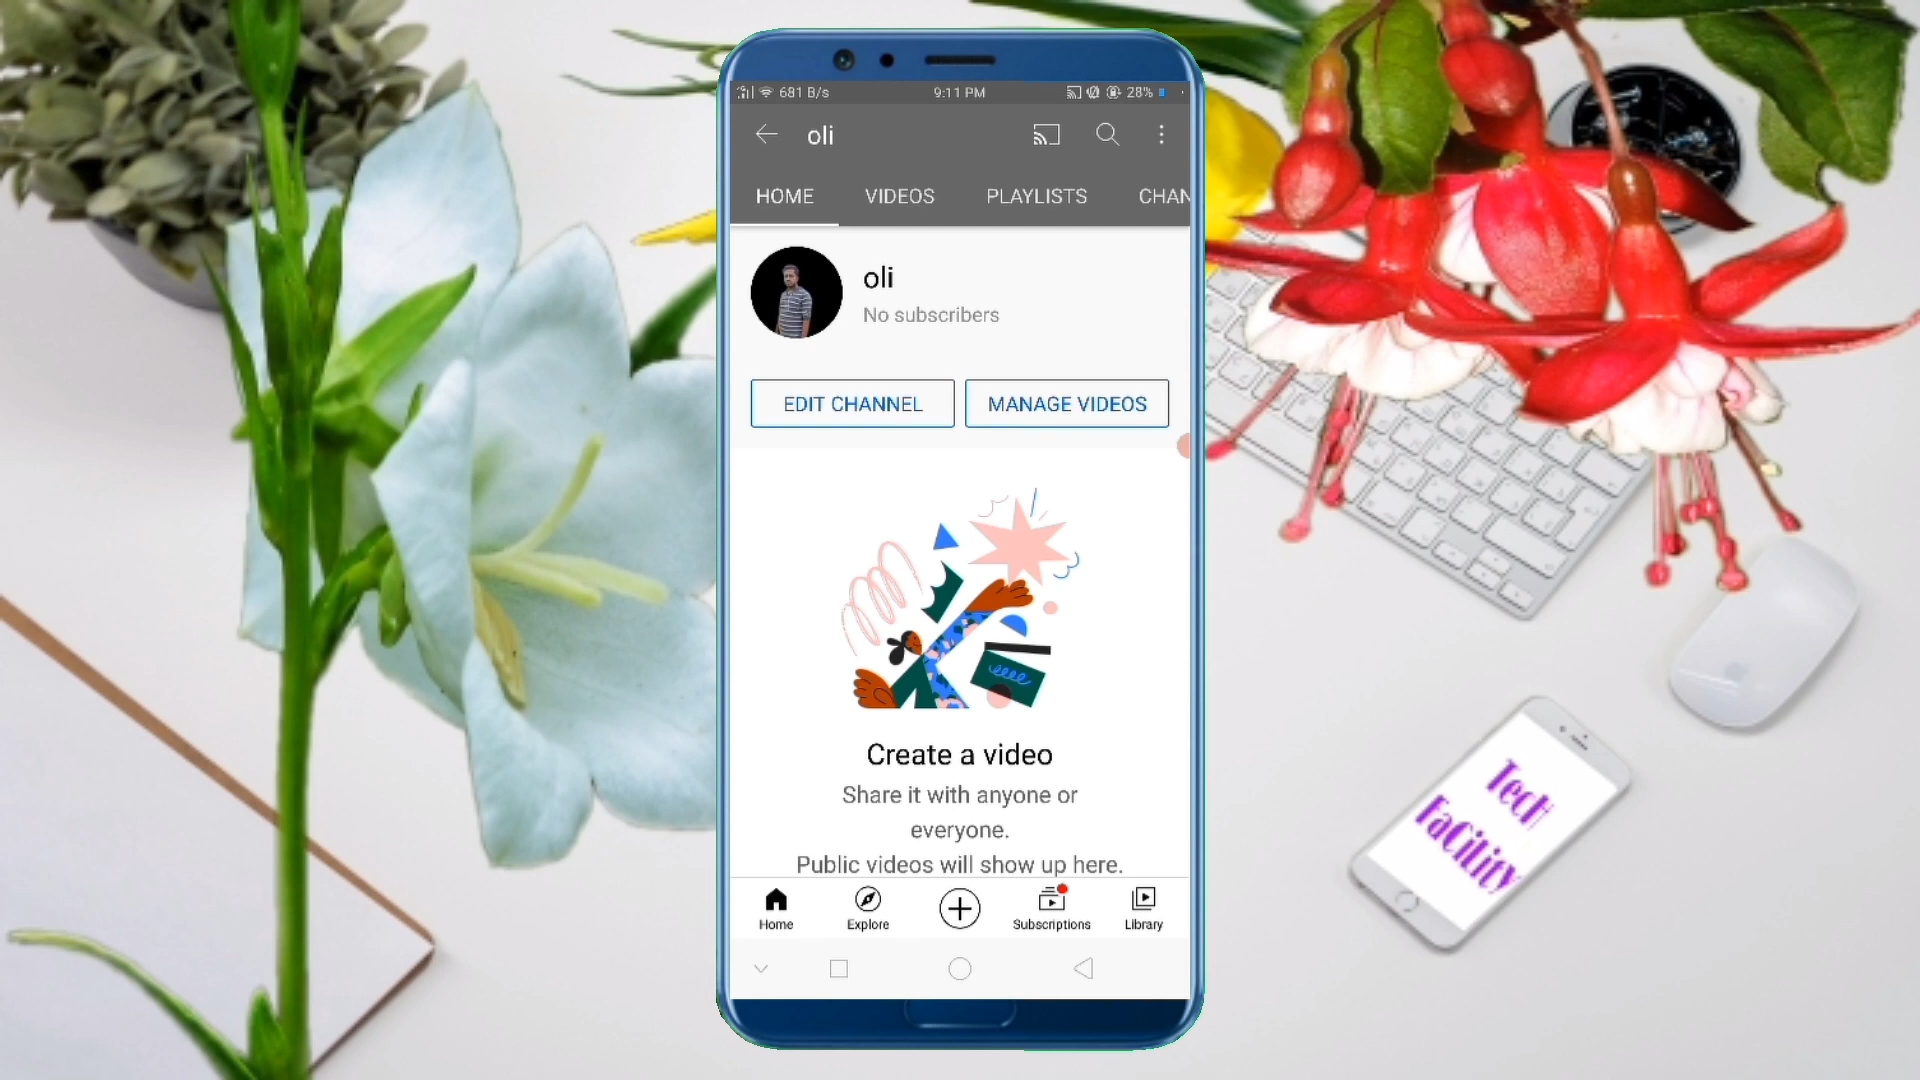 681 B/s
9:11 PM
28%
oli
HOME
VIDEOS
PLAYLISTS
CHAN
oli
No subscribers
EDIT CHANNEL
MANAGE VIDEOS
Create a video
Share it with anyone or
everyone.
Public videos will show up here.
Home
Explore
Subscriptions
Library
Tech
FaCility